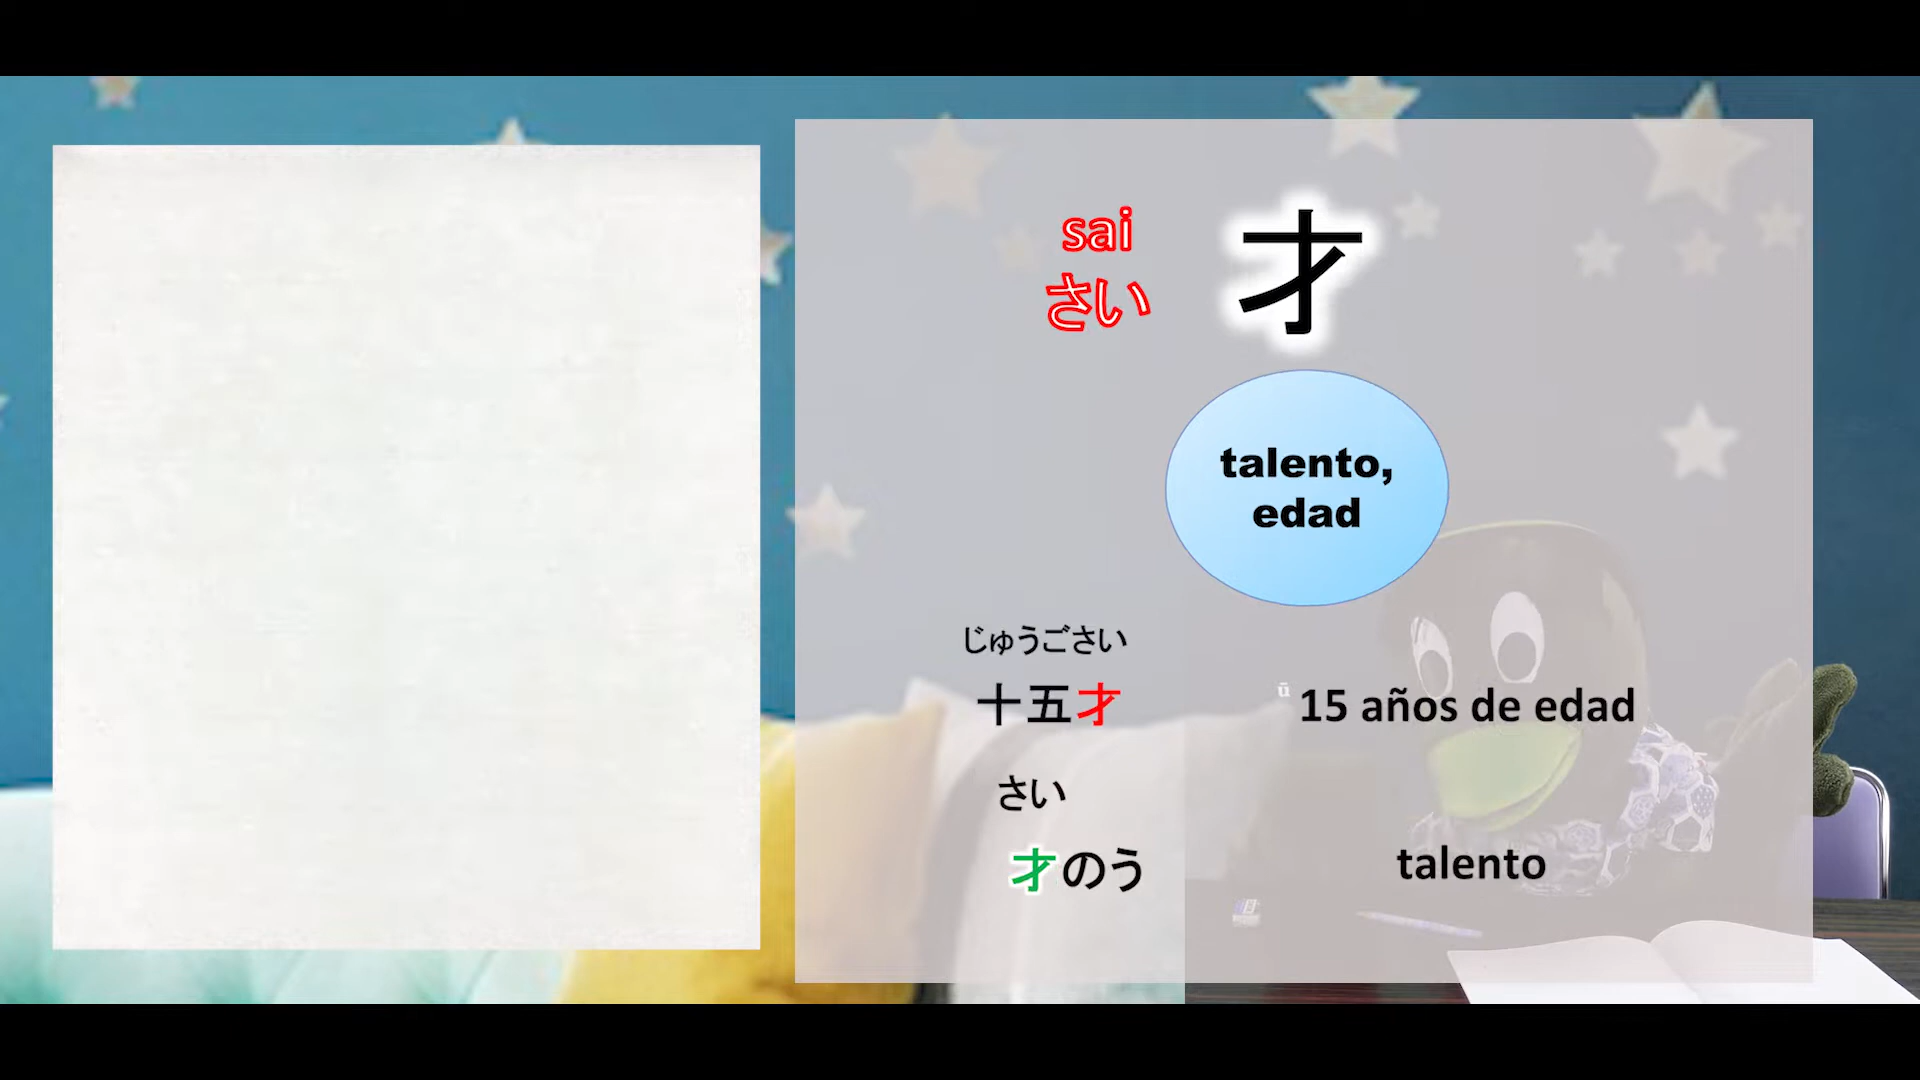 sai
さい
才
talento,
edad
じゅうごさい
十五才
ū 15 años de edad
さい
才のう
talento